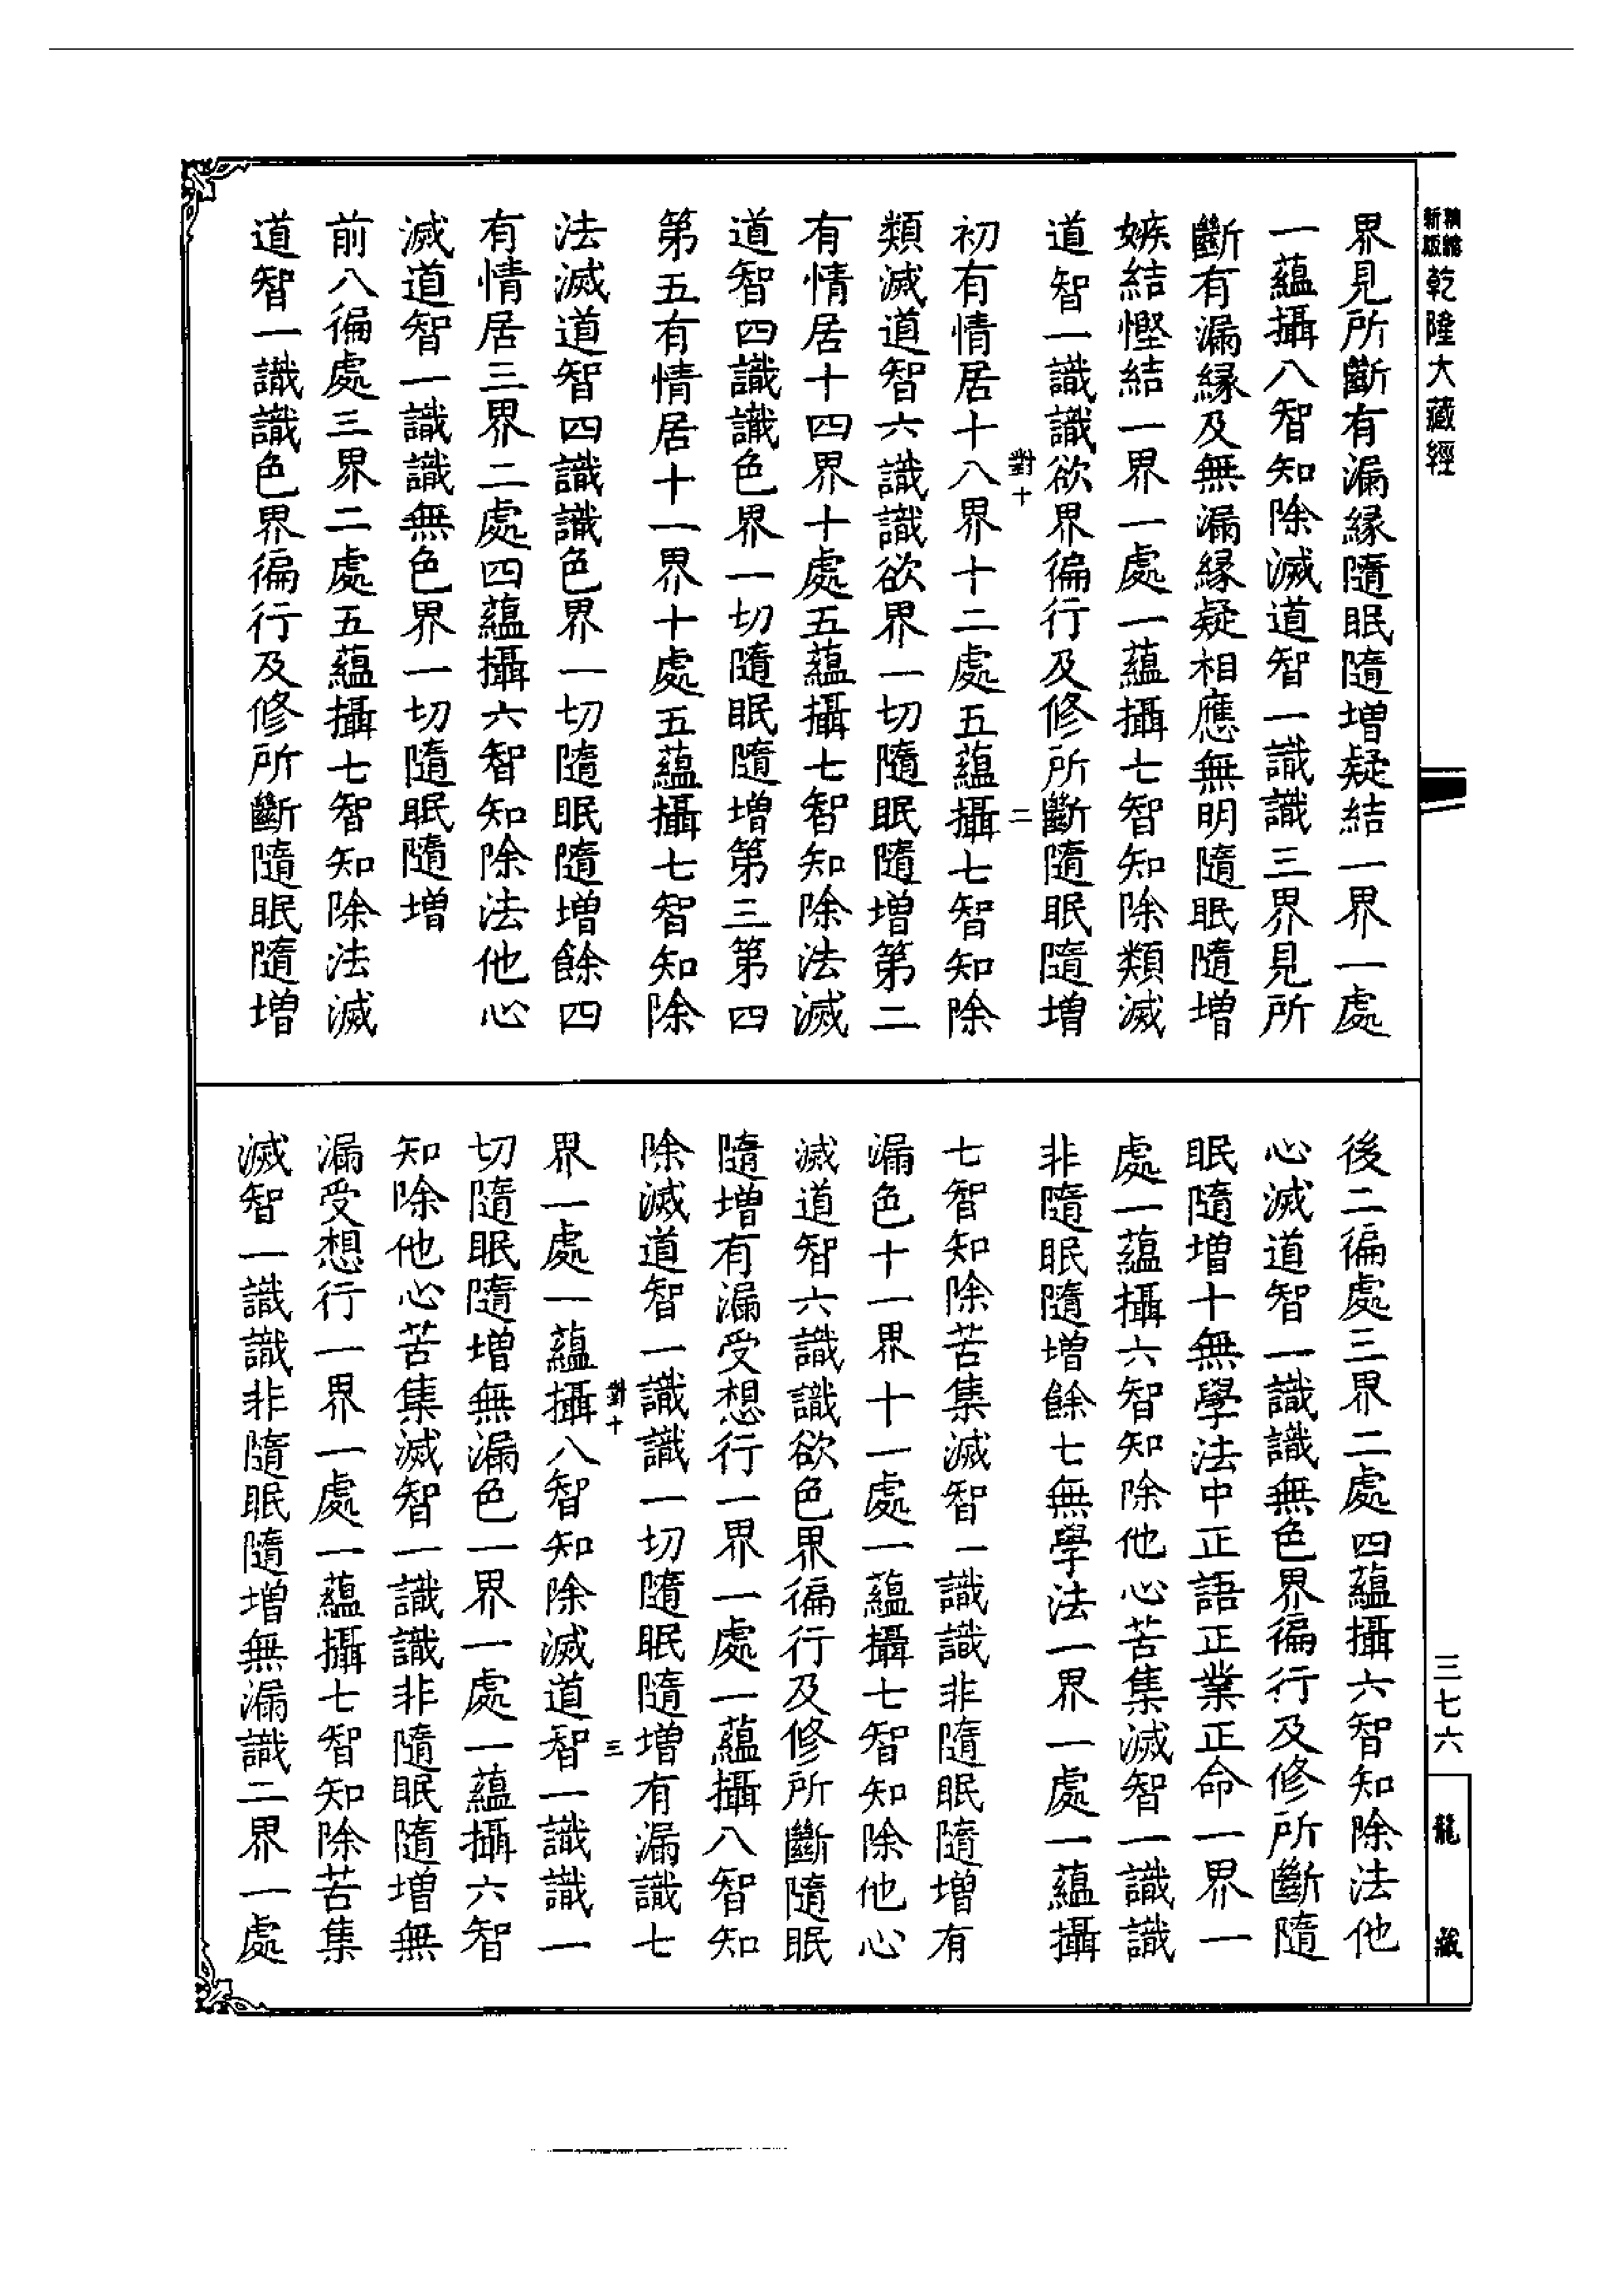 精繕新版乾隆大藏經
界見所斷有漏緣隨眠隨增疑結一界一處
一蘊攝八智知除滅道智一識識三界見所
斷有漏緣及無漏緣疑相應無明隨眠隨增
嫉結慳結一界一處一蘊攝七智知除類滅
道智一識識欲界徧行及修所斷隨眠隨增
對十 二
初有情居十八界十二處五蘊攝七智知除
類滅道智六識識欲界一切隨眠隨增第二
有情居十四界十處五蘊攝七智知除法滅
道智四識識色界一切隨眠隨增第三第四
第五有情居十一界十處五蘊攝七智知除
法滅道智四識識色界一切隨眠隨增餘四
有情居三界二處四蘊攝六智知除法他心
滅道智一識識無色界一切隨眠隨增
前八徧處三界二處五蘊攝七智知除法滅
道智一識識色界徧行及修所斷隨眠隨增
後二徧處三界二處四蘊攝六智知除法他
心滅道智一識識無色界徧行及修所斷隨
眠隨增十無學法中正語正業正命一界一
處一蘊攝六智知除他心苦集滅智一識識
非隨眠隨增餘七無學法一界一處一蘊攝
七智知除苦集滅智一識識非隨眠隨增有
漏色十一界十一處一蘊攝七智知除他心
滅道智六識識欲色界徧行及修所斷隨眠
隨增有漏受想行一界一處一蘊攝八智知
除滅道智一識識一切隨眠隨增有漏識七
對十 三
界一處一蘊攝八智知除滅道智一識識一
切隨眠隨增無漏色一界一處一蘊攝六智
知除他心苦集滅智一識識非隨眠隨增無
漏受想行一界一處一蘊攝七智知除苦集
滅智一識識非隨眠隨增無漏識二界一處
三七六
龍藏